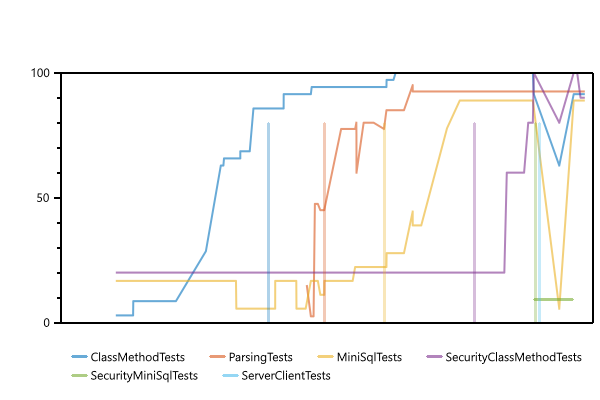 100
50
0
ClassMethodTests ParsingTests MiniSqlTests SecurityClassMethodTests
SecurityMiniSqlTests ServerClientTests